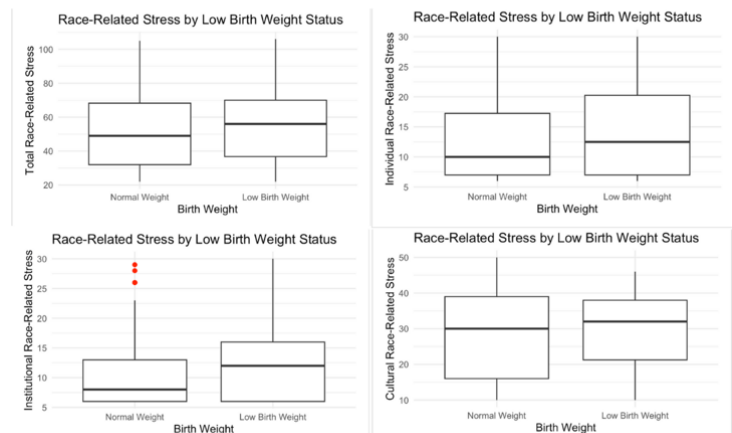 Race-Related Stress by Low Birth Weight Status
Total Race-Related Stress
100
80
60
40
20
Normal Weight
Low Birth Weight
Birth Weight
Race-Related Stress by Low Birth Weight Status
Individual Race-Related Stress
30
25
20
15
10
5
Normal Weight
Low Birth Weight
Birth Weight
Race-Related Stress by Low Birth Weight Status
Institutional Race-Related Stress
30
25
20
15
10
5
Normal Weight
Low Birth Weight
Birth Weight
Race-Related Stress by Low Birth Weight Status
Cultural Race-Related Stress
50
40
30
20
10
Normal Weight
Low Birth Weight
Birth Weight